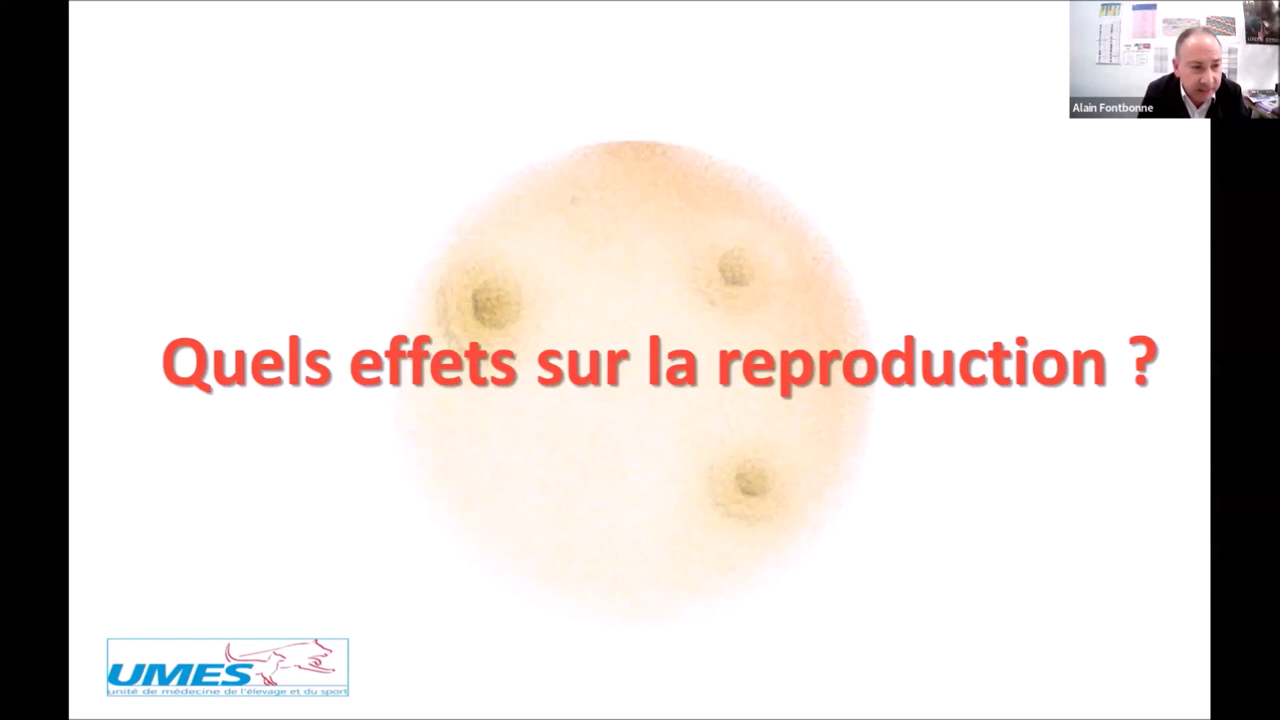 Alain Fontbonne
Quels effets sur la reproduction ?
UMES
unité de médecine de l'élevage et du sport